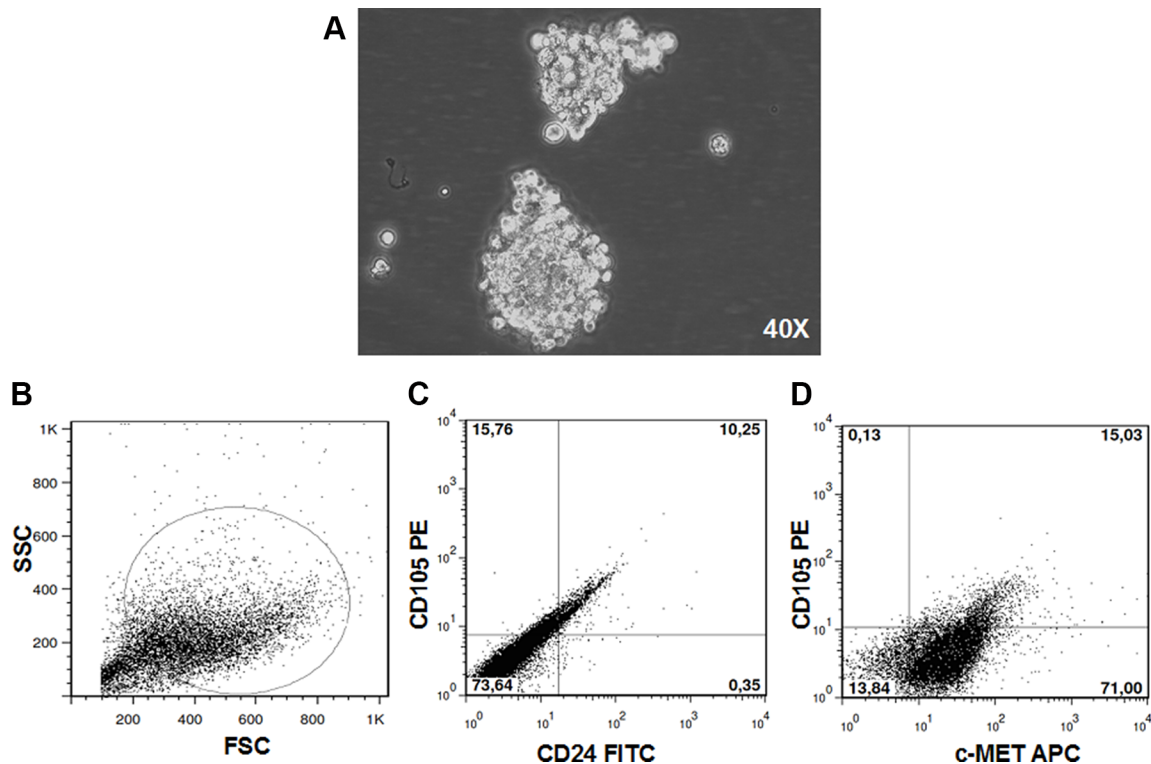 A
40X
B
1K
800
600
400
200
SSC
200 400 600 800 1K
FSC
C
10^4
10^3
10^2
10^1
10^0
CD105 PE
15,76 10,25
73,64 0,35
10^0 10^1 10^2 10^3 10^4
CD24 FITC
D
10^4
10^3
10^2
10^1
10^0
CD105 PE
0,13 15,03
13,84 71,00
10^0 10^1 10^2 10^3 10^4
c-MET APC